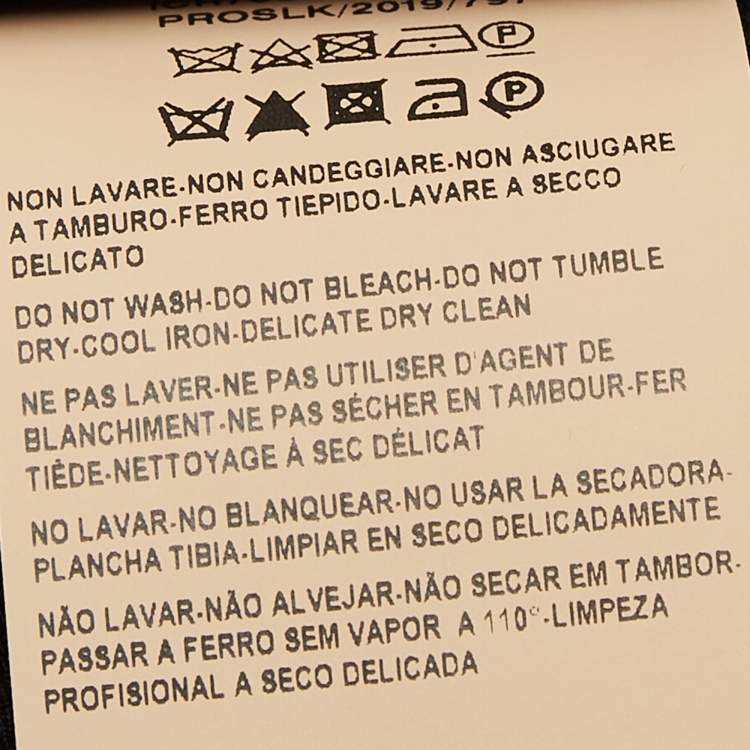 PROSLK/2019/797
P
P
NON LAVARE-NON CANDEGGIARE-NON ASCIUGARE
A TAMBURO-FERRO TIEPIDO-LAVARE A SECCO
DELICATO
DO NOT WASH-DO NOT BLEACH-DO NOT TUMBLE
DRY-COOL IRON-DELICATE DRY CLEAN
NE PAS LAVER-NE PAS UTILISER D'AGENT DE
BLANCHIMENT-NE PAS SÉCHER EN TAMBOUR-FER
TIÈDE-NETTOYAGE À SEC DÉLICAT
NO LAVAR-NO BLANQUEAR-NO USAR LA SECADORA-
PLANCHA TIBIA-LIMPIAR EN SECO DELICADAMENTE
NÃO LAVAR-NÃO ALVEJAR-NÃO SECAR EM TAMBOR-
PASSAR A FERRO SEM VAPOR A 110°-LIMPEZA
PROFISIONAL A SECO DELICADA